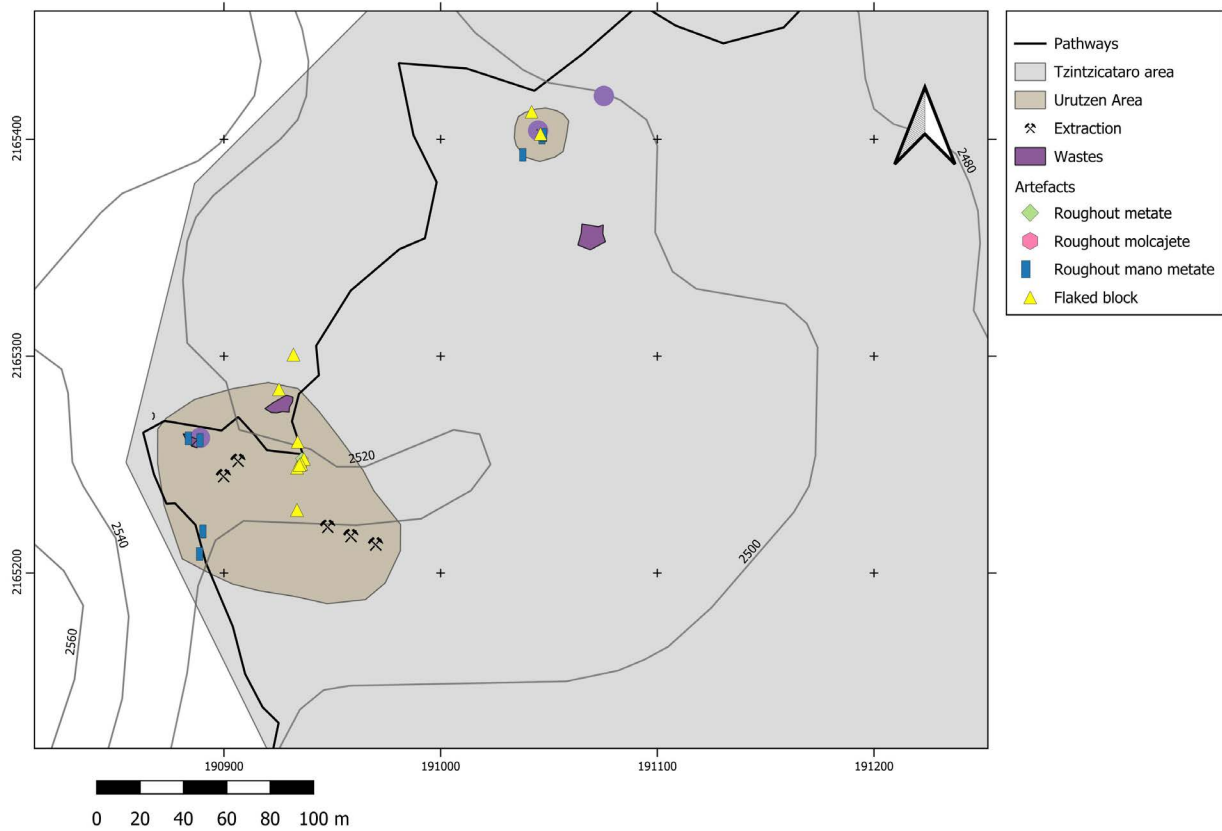 Pathways
Tzintzicataro area
Urutzen Area
Extraction
Wastes
Artefacts
Roughout metate
Roughout molcajete
Roughout mano metate
Flaked block
2165400
2165300
2165200
2480
2520
2540
2500
2560
190900
191000
191100
191200
0 20 40 60 80 100 m